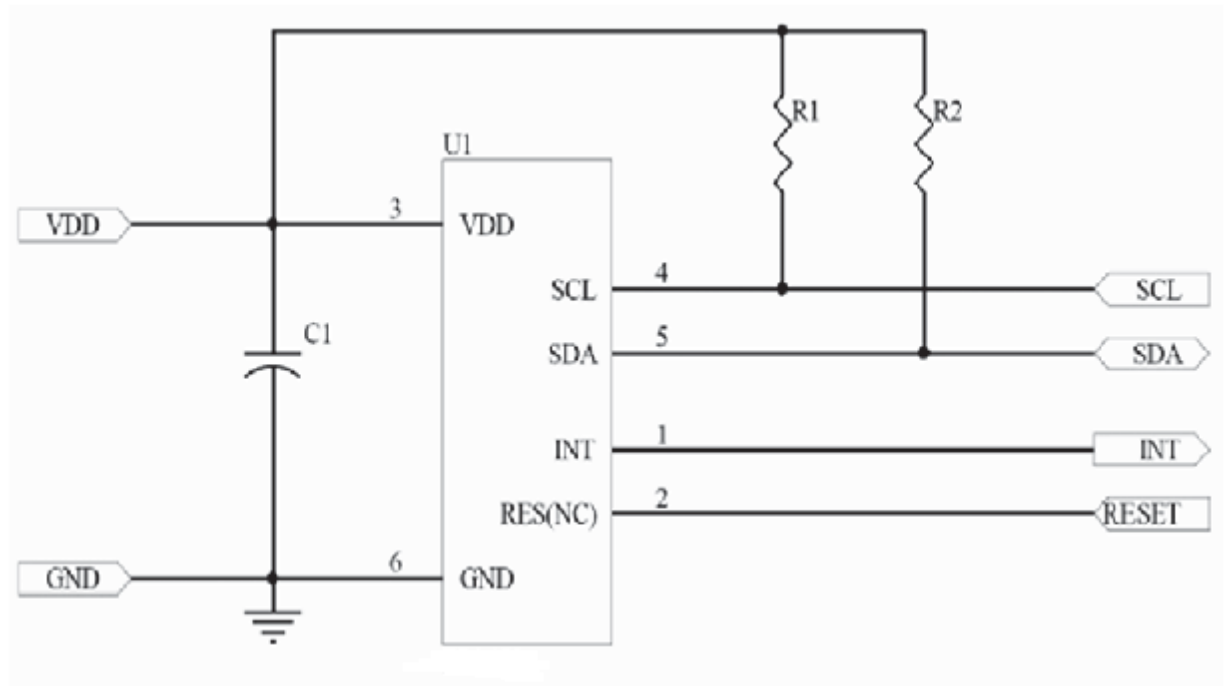 R1
R2
U1
VDD
3
VDD
SCL
4
SCL
C1
SDA
5
SDA
INT
1
INT
RES(NC)
2
RESET
GND
6
GND